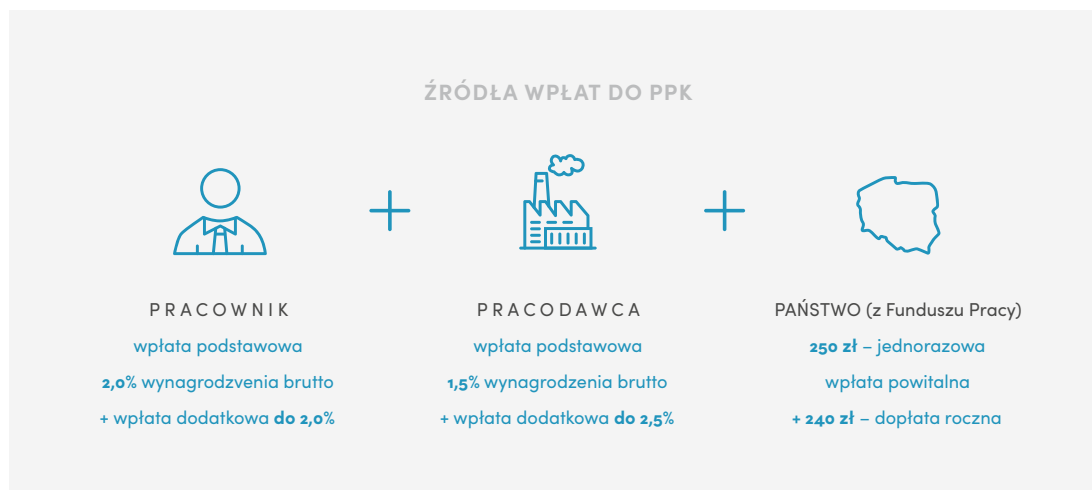 ŹRÓDŁA WPŁAT DO PPK
PRACOWNIK
wpłata podstawowa
2,0% wynagrodzvenia brutto
+ wpłata dodatkowa do 2,0%
PRACODAWCA
wpłata podstawowa
1,5% wynagrodzenia brutto
+ wpłata dodatkowa do 2,5%
PAŃSTWO (z Funduszu Pracy)
250 zł – jednorazowa
wpłata powitalna
+ 240 zł – dopłata roczna